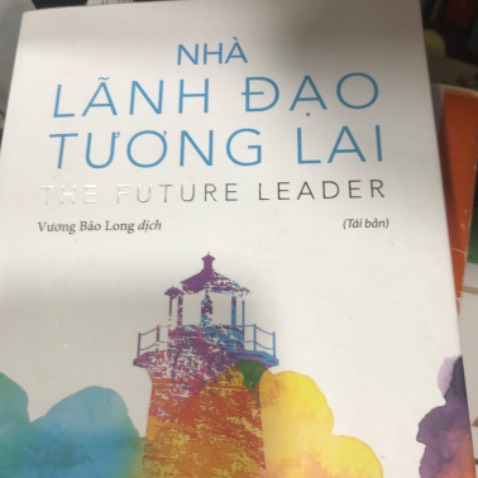 NHÀ
LÃNH ĐẠO
TƯƠNG LAI
THE FUTURE LEADER
Vương Bảo Long dịch
(Tái bản)